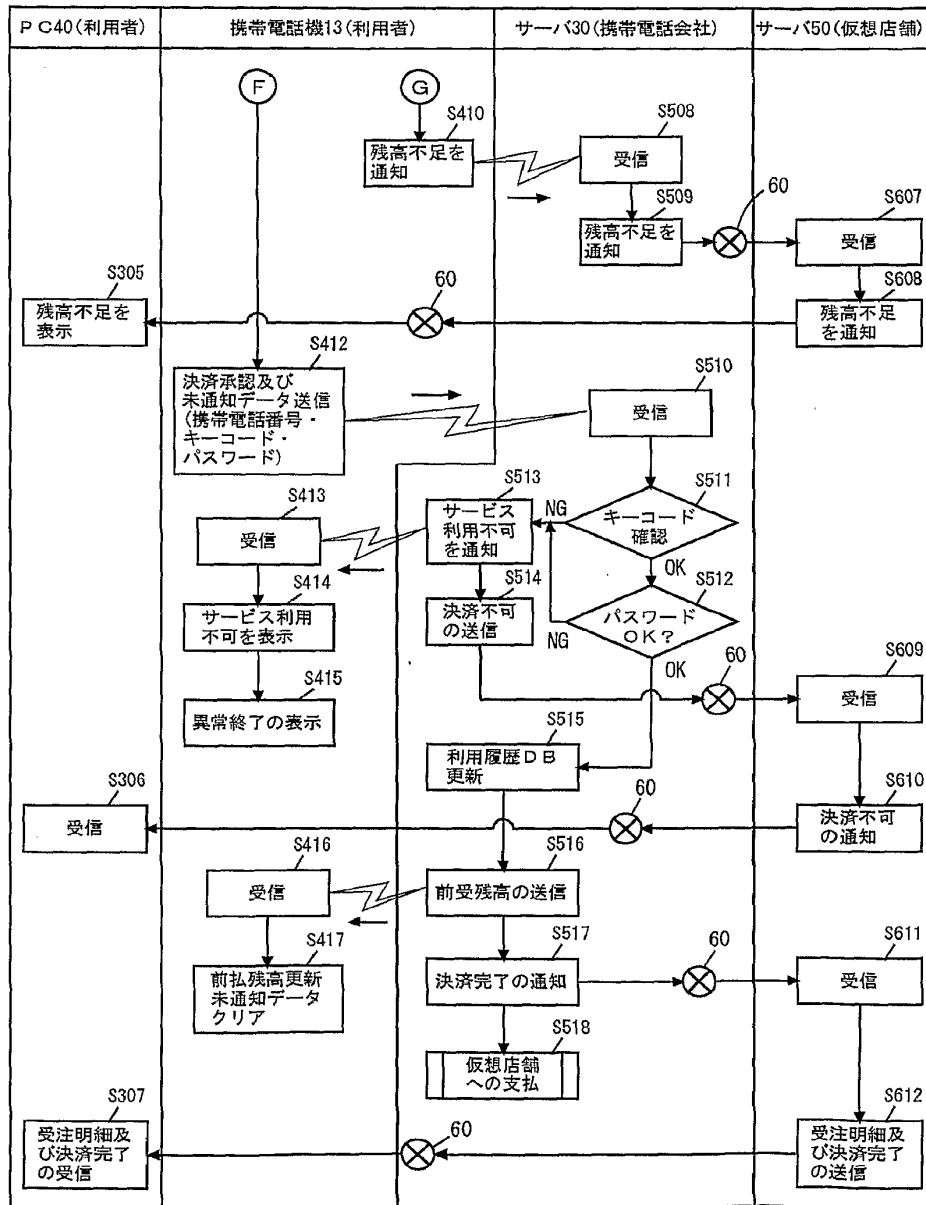 ＰＣ40(利用者)
携帯電話機13(利用者)
サーバ30(携帯電話会社)
サーバ50(仮想店舗)
F
G
S410
残高不足を
通知
S508
受信
S509
残高不足を
通知
60
S607
受信
S608
残高不足
を通知
60
S305
残高不足を
表示
S412
決済承認及び
未通知データ送信
(携帯電話番号・
キーコード・
パスワード)
S510
受信
S511
キーコード
確認
NG
OK
S512
パスワード
ＯＫ？
NG
OK
S513
サービス
利用不可
を通知
S413
受信
S414
サービス利用
不可を表示
S415
異常終了の表示
S514
決済不可
の送信
60
S609
受信
S515
利用履歴ＤＢ
更新
S610
決済不可
の通知
60
S306
受信
S516
前受残高の送信
S416
受信
S417
前払残高更新
未通知データ
クリア
S517
決済完了の通知
60
S611
受信
S518
仮想店舗
への支払
S612
受注明細及
び決済完了
の送信
60
S307
受注明細及
び決済完了
の受信